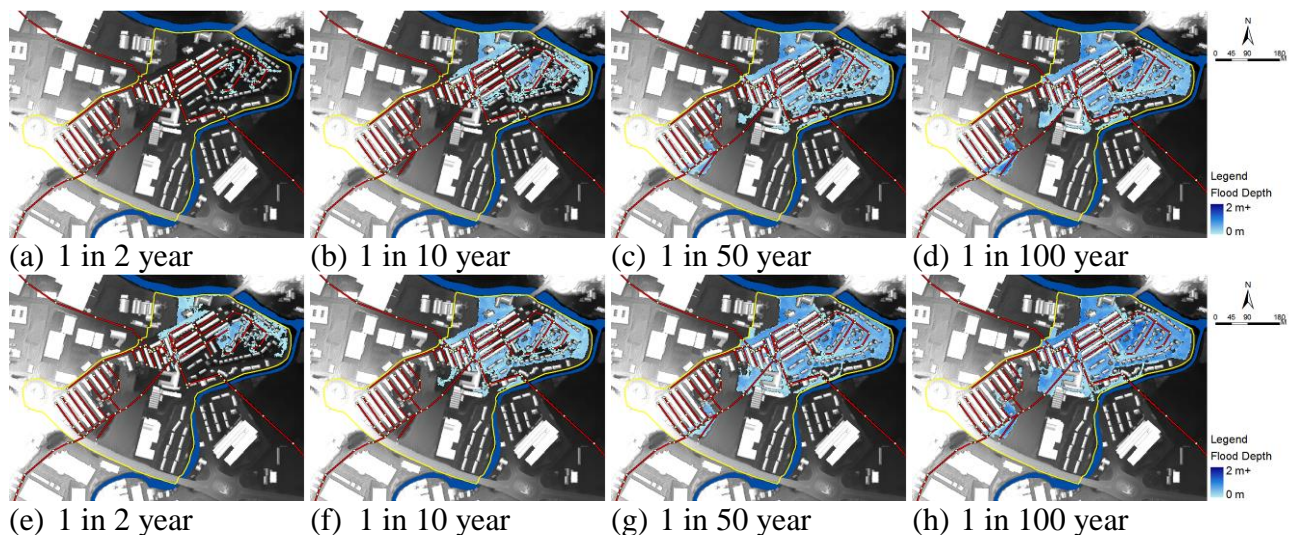 N
0 45 90 180
m
Legend
Flood Depth
2 m+
0 m
(a) 1 in 2 year
(b) 1 in 10 year
(c) 1 in 50 year
(d) 1 in 100 year
N
0 45 90 180
m
Legend
Flood Depth
2 m+
0 m
(e) 1 in 2 year
(f) 1 in 10 year
(g) 1 in 50 year
(h) 1 in 100 year